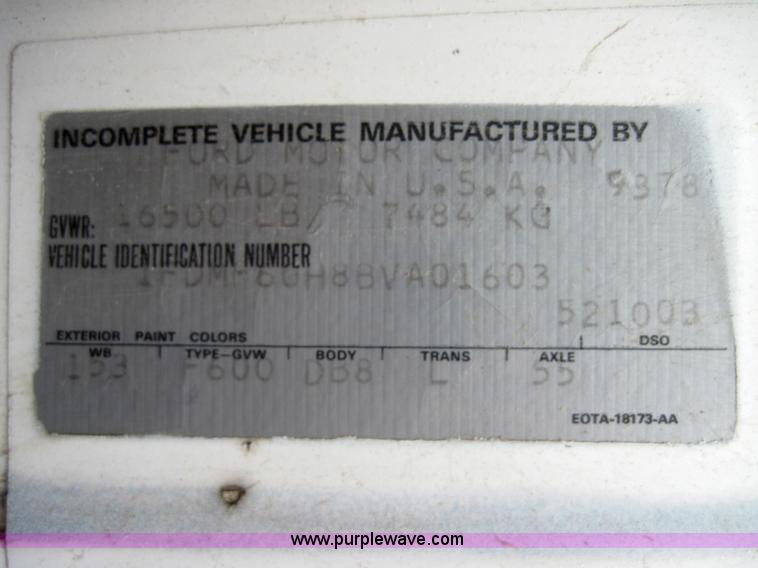 INCOMPLETE VEHICLE MANUFACTURED BY
FORD MOTOR COMPANY
MADE IN U.S.A. 9378
GVWR: 16500 LB/ 7484 KG
VEHICLE IDENTIFICATION NUMBER
1FDMF60H8BVA01603
521003
EXTERIOR PAINT COLORS DSO
WB TYPE-GVW BODY TRANS AXLE
153 F600 DB8 L 55
EOTA-18173-AA
www.purplewave.com